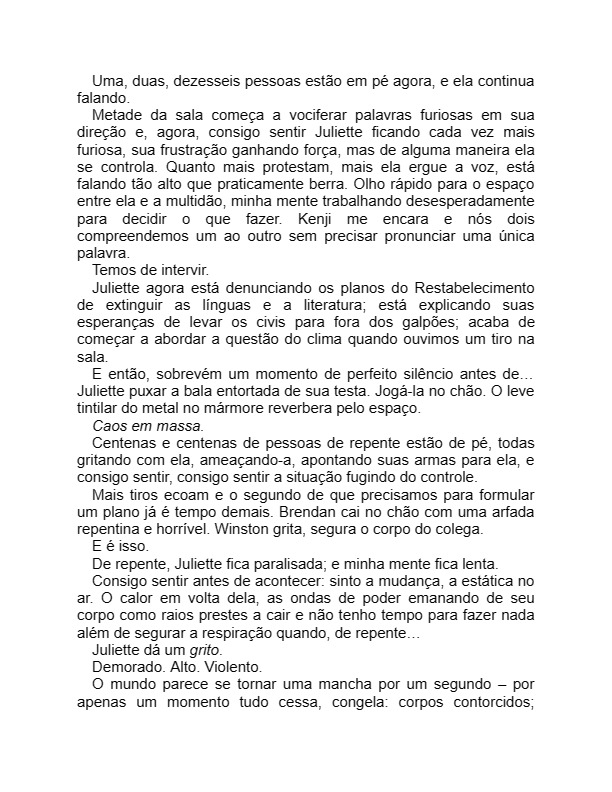 Uma, duas, dezesseis pessoas estão em pé agora, e ela continua
falando.
Metade da sala começa a vociferar palavras furiosas em sua
direção e, agora, consigo sentir Juliette ficando cada vez mais
furiosa, sua frustração ganhando força, mas de alguma maneira ela
se controla. Quanto mais protestam, mais ela ergue a voz, está
falando tão alto que praticamente berra. Olho rápido para o espaço
entre ela e a multidão, minha mente trabalhando desesperadamente
para decidir o que fazer. Kenji me encara e nós dois
compreendemos um ao outro sem precisar pronunciar uma única
palavra.
Temos de intervir.
Juliette agora está denunciando os planos do Restabelecimento
de extinguir as línguas e a literatura; está explicando suas
esperanças de levar os civis para fora dos galpões; acaba de
começar a abordar a questão do clima quando ouvimos um tiro na
sala.
E então, sobrevém um momento de perfeito silêncio antes de…
Juliette puxar a bala entortada de sua testa. Jogá-la no chão. O leve
tintilar do metal no mármore reverbera pelo espaço.
Caos em massa.
Centenas e centenas de pessoas de repente estão de pé, todas
gritando com ela, ameaçando-a, apontando suas armas para ela, e
consigo sentir, consigo sentir a situação fugindo do controle.
Mais tiros ecoam e o segundo de que precisamos para formular
um plano já é tempo demais. Brendan cai no chão com uma arfada
repentina e horrível. Winston grita, segura o corpo do colega.
E é isso.
De repente, Juliette fica paralisada; e minha mente fica lenta.
Consigo sentir antes de acontecer: sinto a mudança, a estática no
ar. O calor em volta dela, as ondas de poder emanando de seu
corpo como raios prestes a cair e não tenho tempo para fazer nada
além de segurar a respiração quando, de repente…
Juliette dá um grito.
Demorado. Alto. Violento.
O mundo parece se tornar uma mancha por um segundo – por
apenas um momento tudo cessa, congela: corpos contorcidos;